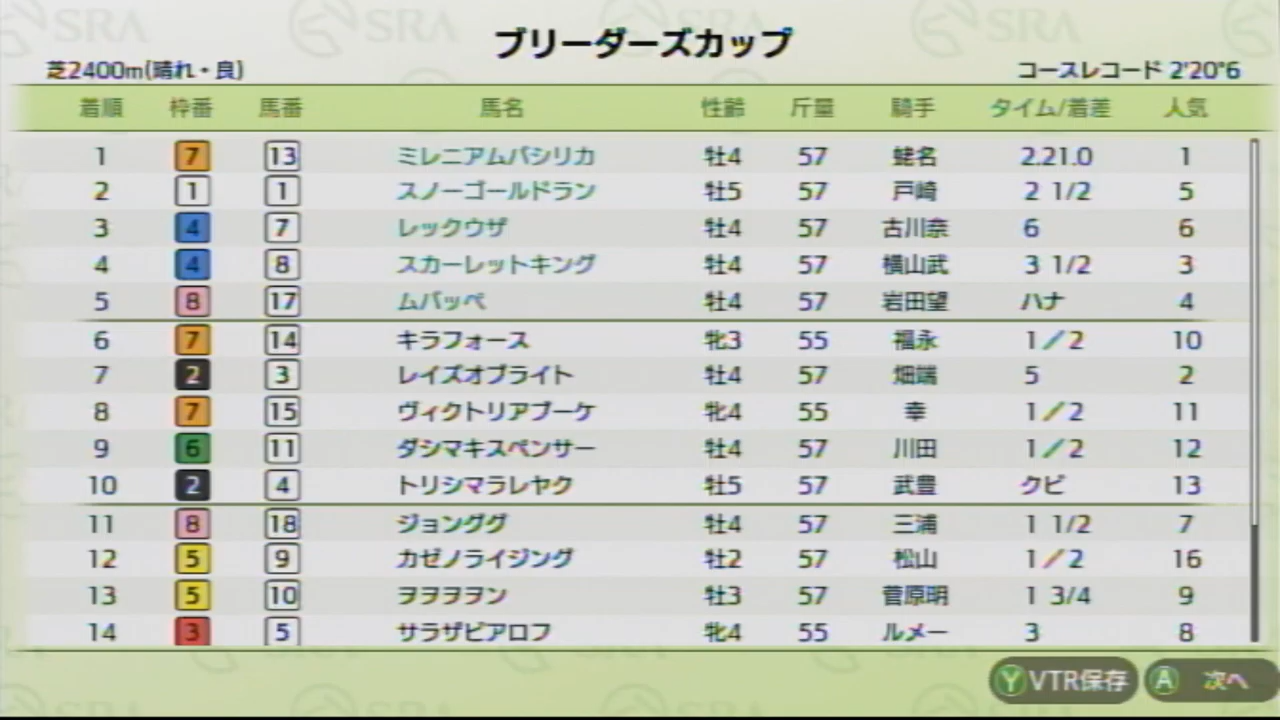 ブリーダーズカップ
芝2400m(晴れ・良) コースレコード 2'20"6
着順 枠番 馬番 馬名 性齢 斤量 騎手 タイム/着差 人気
1 7 13 ミレニアムバシリカ 牡4 57 蛯名 2.21.0 1
2 1 1 スノーゴールドラン 牡5 57 戸崎 2 1/2 5
3 4 7 レックウザ 牡4 57 古川奈 6 6
4 4 8 スカーレットキング 牡4 57 横山武 3 1/2 3
5 8 17 ムバッペ 牡4 57 岩田望 ハナ 4
6 7 14 キラフォース 牝3 55 福永 1/2 10
7 2 3 レイズオブライト 牡4 57 畑端 5 2
8 7 15 ヴィクトリアブーケ 牝4 55 幸 1/2 11
9 6 11 ダシマキスペンサー 牡4 57 川田 1/2 12
10 2 4 トリシマラレヤク 牡5 57 武豊 クビ 13
11 8 18 ジョンググ 牡4 57 三浦 1 1/2 7
12 5 9 カゼノライジング 牡2 57 松山 1/2 16
13 5 10 ヲヲヲヲン 牡3 57 菅原明 1 3/4 9
14 3 5 サラザビアロフ 牝4 55 ルメー 3 8
Y VTR保存 A 次へ